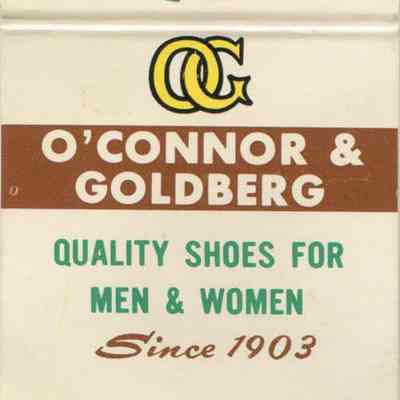 OG
O'CONNOR &
GOLDBERG
QUALITY SHOES FOR
MEN & WOMEN
Since 1903